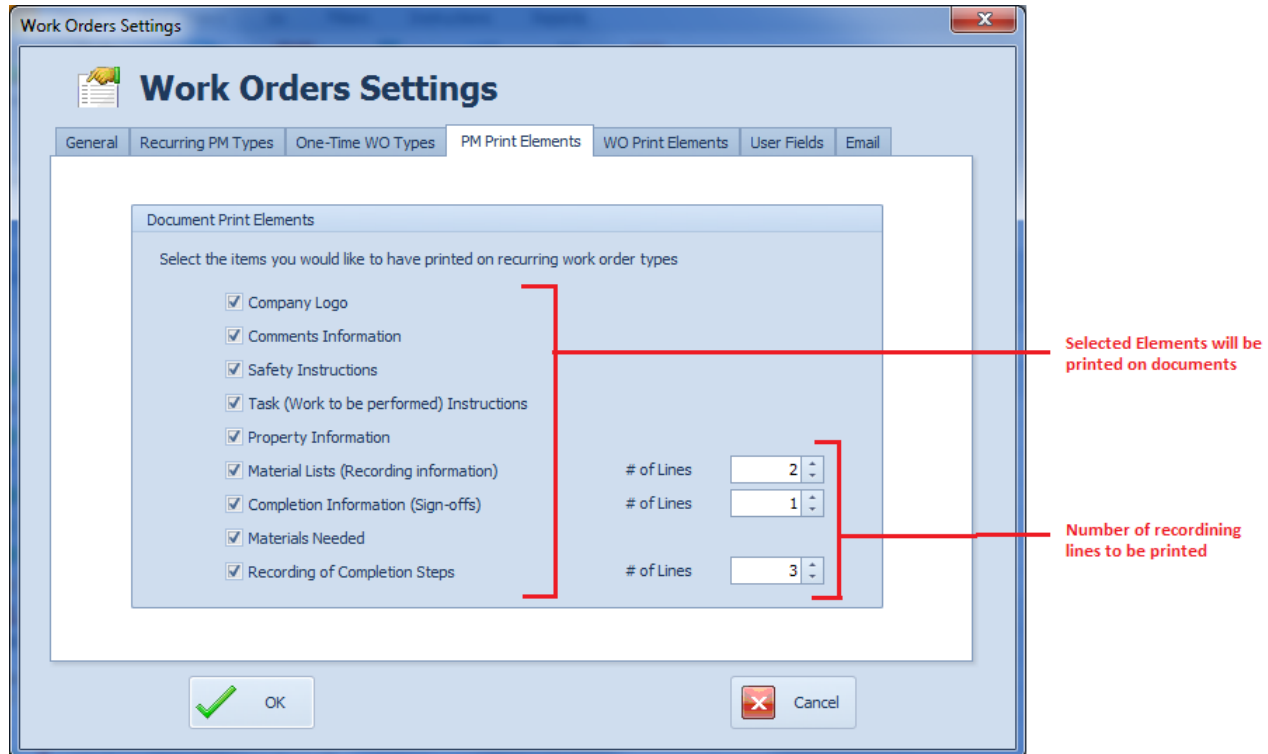 Work Orders Settings
Work Orders Settings
General Recurring PM Types One-Time WO Types PM Print Elements WO Print Elements User Fields Email
Document Print Elements
Select the items you would like to have printed on recurring work order types
Company Logo
Comments Information
Safety Instructions
Task (Work to be performed) Instructions
Property Information
Material Lists (Recording information) # of Lines 2
Completion Information (Sign-offs) # of Lines 1
Materials Needed
Recording of Completion Steps # of Lines 3
OK Cancel
Selected Elements will be
printed on documents
Number of recordining
lines to be printed